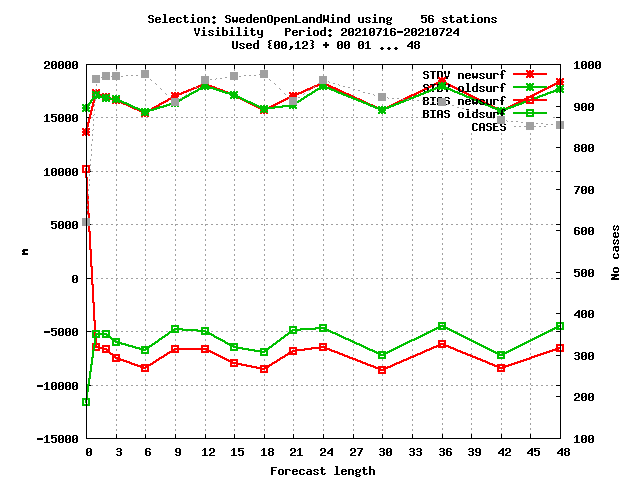 Selection: SwedenOpenLandWind using    56 stations
Visibility   Period: 20210716-20210724
Used {00,12} + 00 01 ... 48
20000
15000
10000
5000
0
-5000
-10000
-15000
m
1000
900
800
700
600
500
400
300
200
100
No cases
STDV newsurf
STDV oldsurf
BIAS newsurf
BIAS oldsurf
CASES
0 3 6 9 12 15 18 21 24 27 30 33 36 39 42 45 48
Forecast length